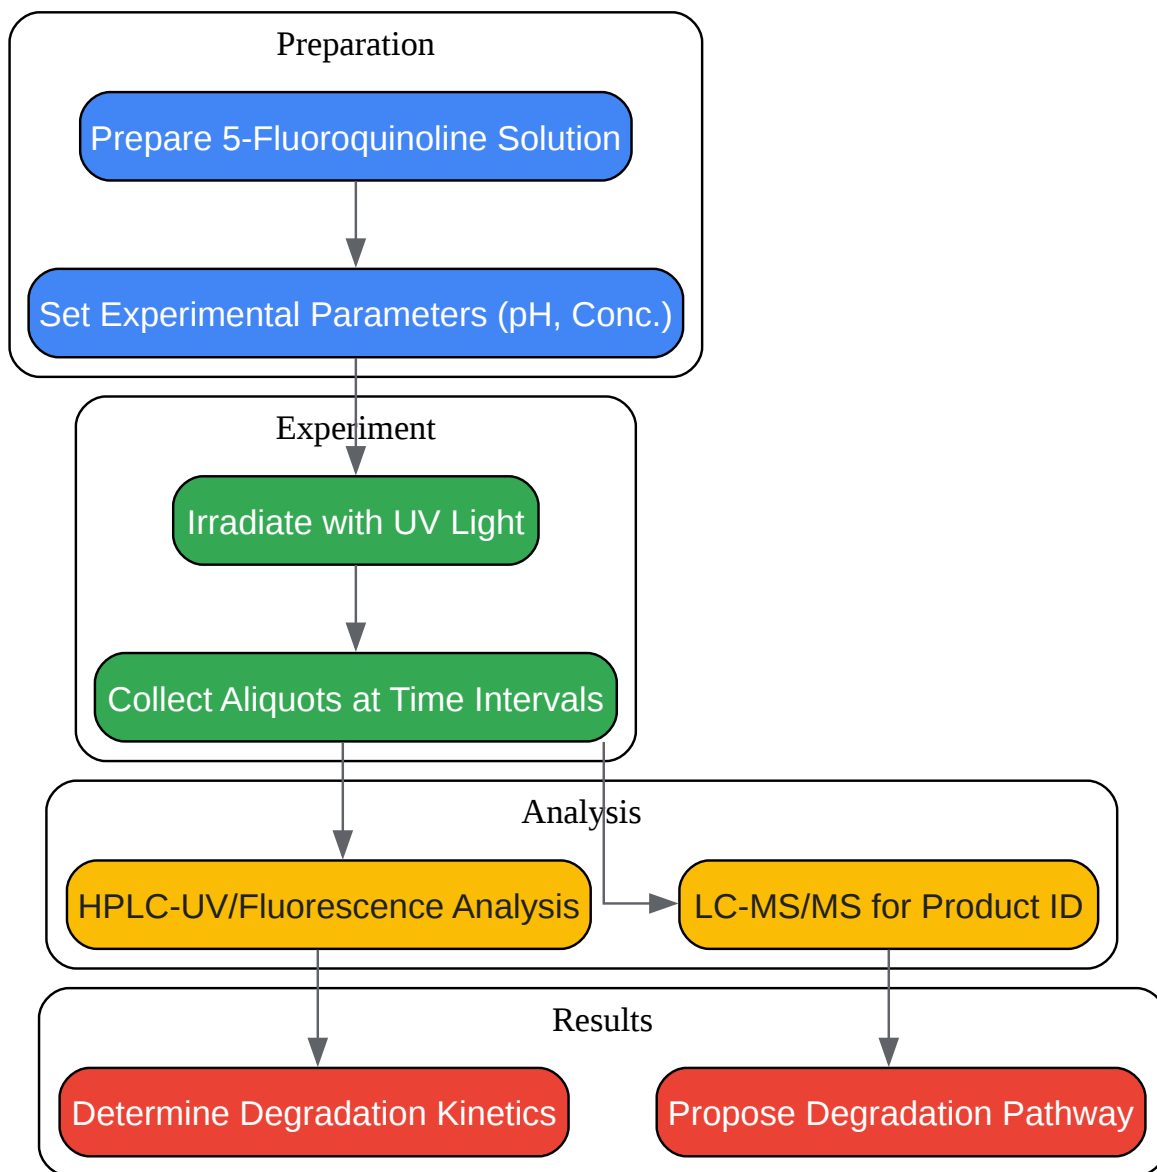 Preparation
Prepare 5-Fluoroquinoline Solution
Set Experimental Parameters (pH, Conc.)
Experiment
Irradiate with UV Light
Collect Aliquots at Time Intervals
Analysis
HPLC-UV/Fluorescence Analysis
LC-MS/MS for Product ID
Results
Determine Degradation Kinetics
Propose Degradation Pathway